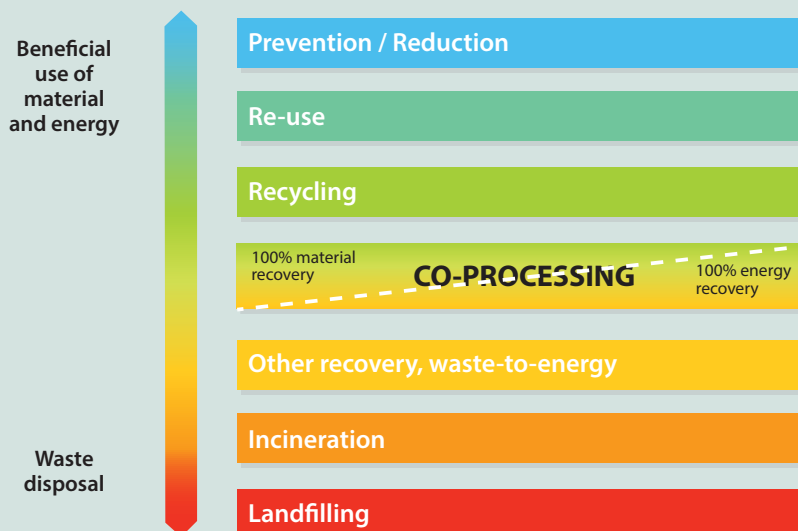 Beneficial
use of
material
and energy
Prevention / Reduction
Re-use
Recycling
100% material
recovery
CO-PROCESSING
100% energy
recovery
Other recovery, waste-to-energy
Incineration
Waste
disposal
Landfilling